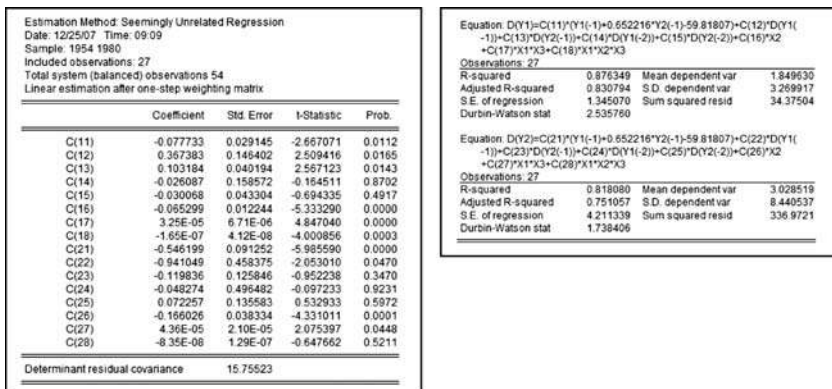 Estimation Method: Seemingly Unrelated Regression
Date: 12/25/07 Time: 09:09
Sample: 1954 1980
Included observations: 27
Total system (balanced) observations 54
Linear estimation after one-step weighting matrix
Coefficient Std. Error t-Statistic Prob.
C(11) -0.077733 0.029145 -2.667071 0.0112
C(12) 0.367383 0.146402 2.509416 0.0165
C(13) 0.103184 0.040194 2.567123 0.0143
C(14) -0.026087 0.158572 -0.164511 0.8702
C(15) -0.030068 0.043304 -0.694335 0.4917
C(16) -0.065299 0.012244 -5.333290 0.0000
C(17) 3.25E-05 6.71E-06 4.847040 0.0000
C(18) -1.65E-07 4.12E-08 -4.000856 0.0003
C(21) -0.546199 0.091252 -5.985590 0.0000
C(22) -0.941049 0.458375 -2.053010 0.0470
C(23) -0.119836 0.125846 -0.952238 0.3470
C(24) -0.048274 0.496482 -0.097233 0.9231
C(25) 0.072257 0.135583 0.532933 0.5972
C(26) -0.166026 0.038334 -4.331011 0.0001
C(27) 4.36E-05 2.10E-05 2.075397 0.0448
C(28) -8.35E-08 1.29E-07 -0.647662 0.5211
Determinant residual covariance 15.75523
Equation: D(Y1)=C(11)*(Y1(-1)+0.652216*Y2(-1)-59.81807)+C(12)*D(Y1(
-1))+C(13)*D(Y2(-1))+C(14)*D(Y1(-2))+C(15)*D(Y2(-2))+C(16)*X2
+C(17)*X1*X3+C(18)*X1*X2*X3
Observations: 27
R-squared 0.876349 Mean dependent var 1.849630
Adjusted R-squared 0.830794 S.D. dependent var 3.269917
S.E. of regression 1.345070 Sum squared resid 34.37504
Durbin-Watson stat 2.535760
Equation: D(Y2)=C(21)*(Y1(-1)+0.652216*Y2(-1)-59.81807)+C(22)*D(Y1(
-1))+C(23)*D(Y2(-1))+C(24)*D(Y1(-2))+C(25)*D(Y2(-2))+C(26)*X2
+C(27)*X1*X3+C(28)*X1*X2*X3
Observations: 27
R-squared 0.818080 Mean dependent var 3.028519
Adjusted R-squared 0.751057 S.D. dependent var 8.440537
S.E. of regression 4.211339 Sum squared resid 336.9721
Durbin-Watson stat 1.738406